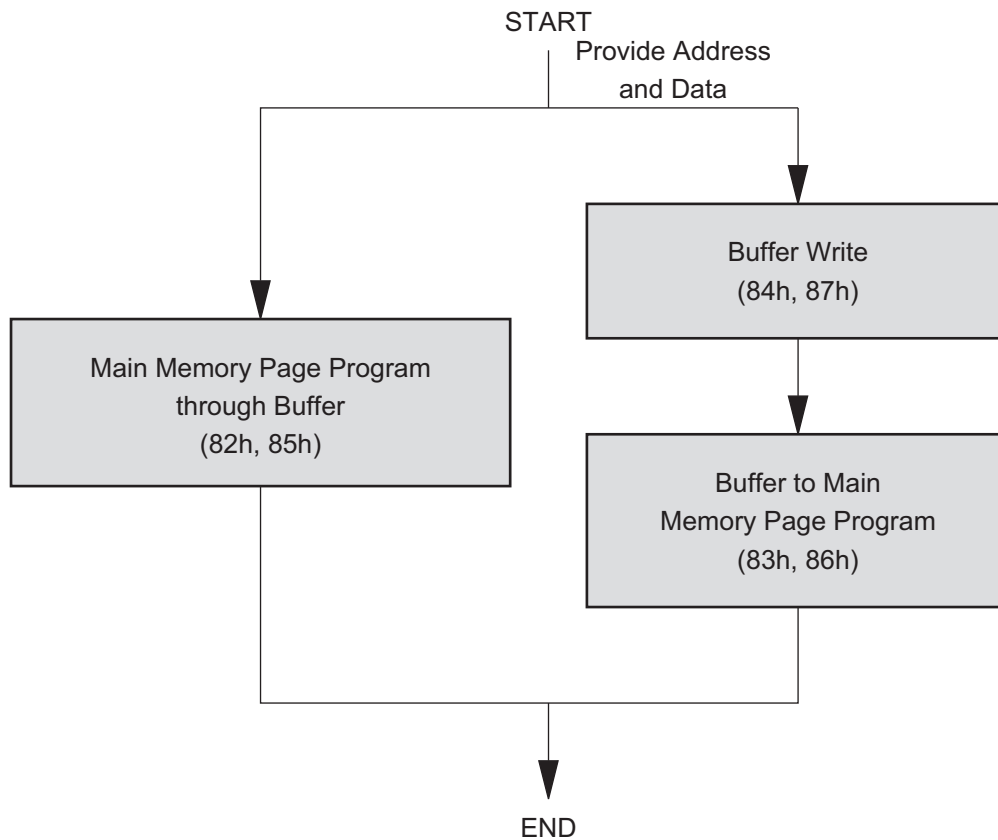 START
Provide Address
and Data
Buffer Write
(84h, 87h)
Main Memory Page Program
through Buffer
(82h, 85h)
Buffer to Main
Memory Page Program
(83h, 86h)
END